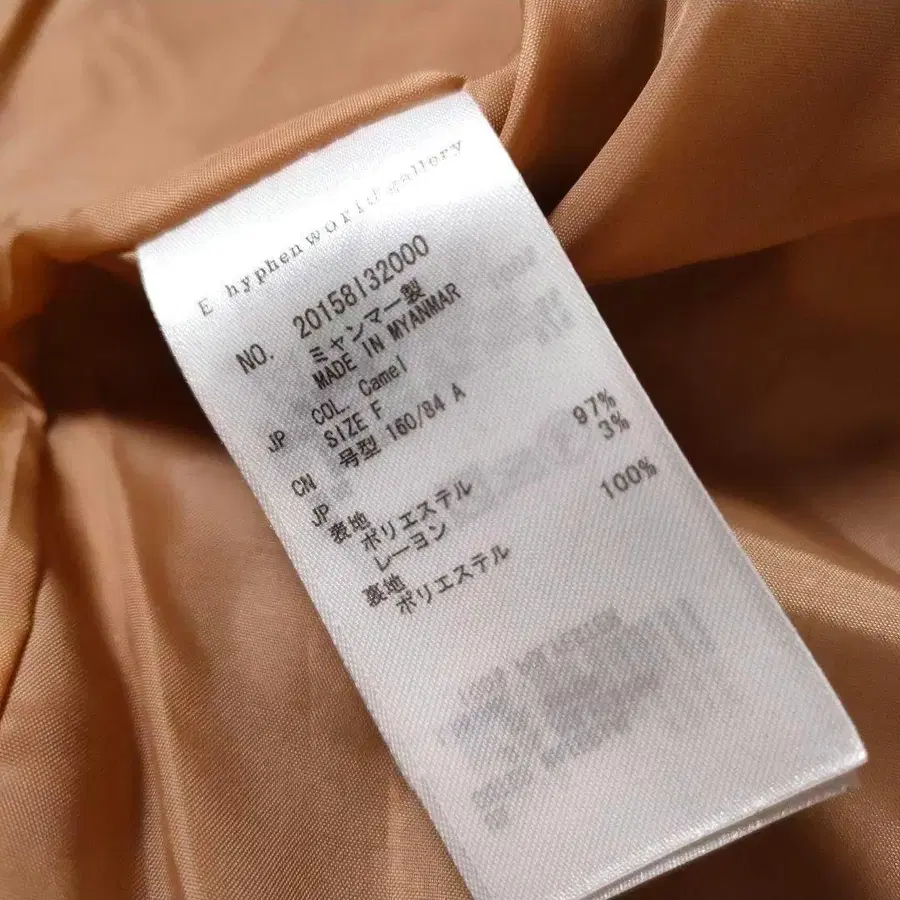 E hyphen world gallery
NO. 20158I32000
ミャンマー製
MADE IN MYANMAR
COL. Camel
JP SIZE F
CN 号型 160/84 A
JP
表地
ポリエステル 97%
レーヨン 3%
裏地
ポリエステル 100%